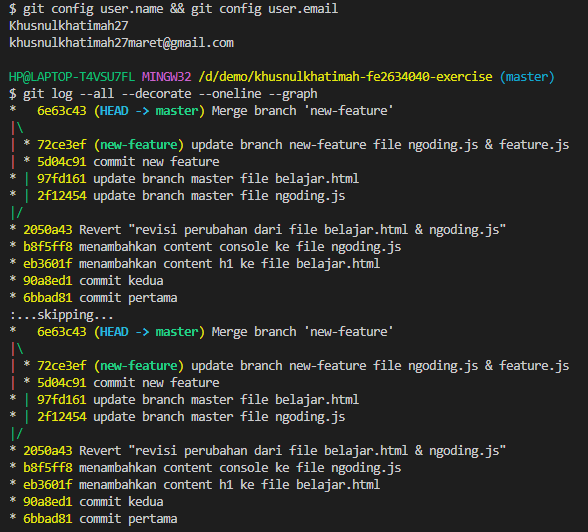 $ git config user.name && git config user.email
Khusnulkhatimah27
khusnulkhatimah27maret@gmail.com

HP@LAPTOP-T4VSU7FL MINGW32 /d/demo/khusnulkhatimah-fe2634040-exercise (master)
$ git log --all --decorate --oneline --graph
*   6e63c43 (HEAD -> master) Merge branch 'new-feature'
|\
| * 72ce3ef (new-feature) update branch new-feature file ngoding.js & feature.js
| * 5d04c91 commit new feature
* | 97fd161 update branch master file belajar.html
* | 2f12454 update branch master file ngoding.js
|/
* 2050a43 Revert "revisi perubahan dari file belajar.html & ngoding.js"
* b8f5ff8 menambahkan content console ke file ngoding.js
* eb3601f menambahkan content h1 ke file belajar.html
* 90a8ed1 commit kedua
* 6bbad81 commit pertama
:...skipping...
*   6e63c43 (HEAD -> master) Merge branch 'new-feature'
|\
| * 72ce3ef (new-feature) update branch new-feature file ngoding.js & feature.js
| * 5d04c91 commit new feature
* | 97fd161 update branch master file belajar.html
* | 2f12454 update branch master file ngoding.js
|/
* 2050a43 Revert "revisi perubahan dari file belajar.html & ngoding.js"
* b8f5ff8 menambahkan content console ke file ngoding.js
* eb3601f menambahkan content h1 ke file belajar.html
* 90a8ed1 commit kedua
* 6bbad81 commit pertama